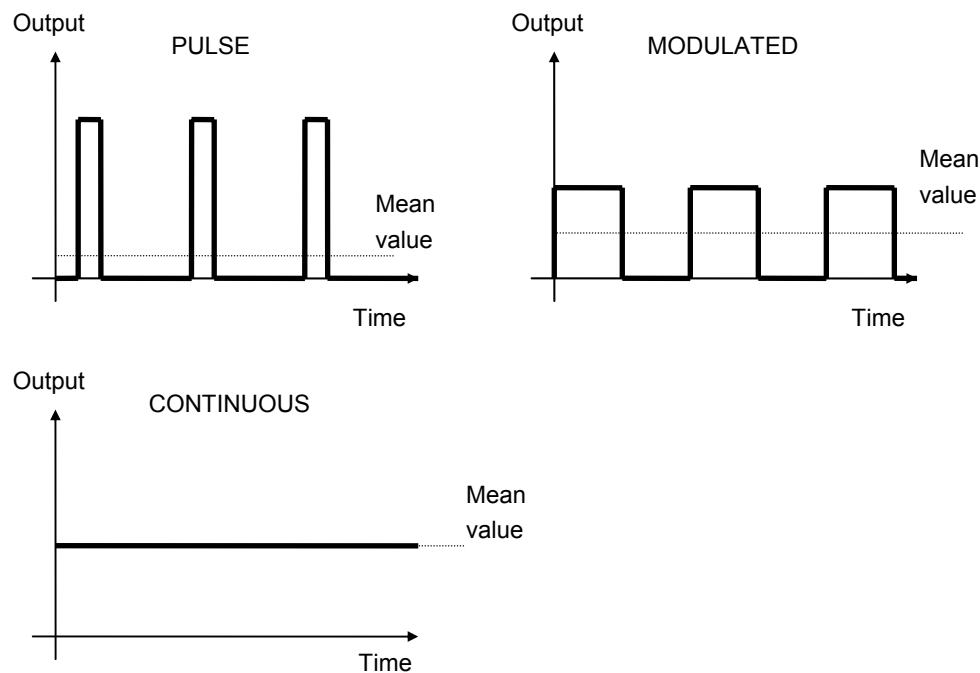 Output
PULSE
Mean
value
Time
Output
MODULATED
Mean
value
Time
Output
CONTINUOUS
Mean
value
Time